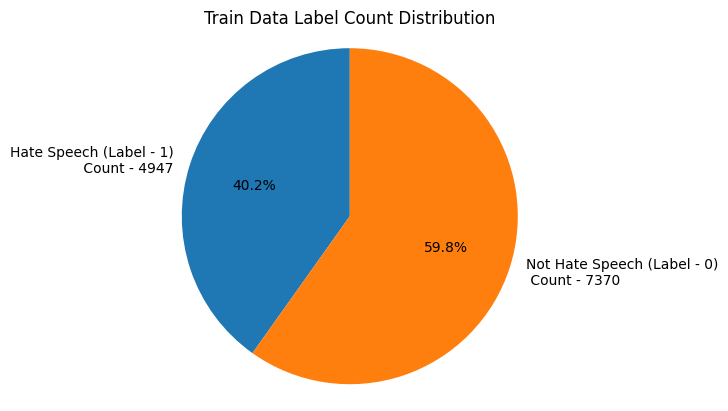 Train Data Label Count Distribution
Hate Speech (Label - 1)
Count - 4947
40.2%
59.8%
Not Hate Speech (Label - 0)
Count - 7370